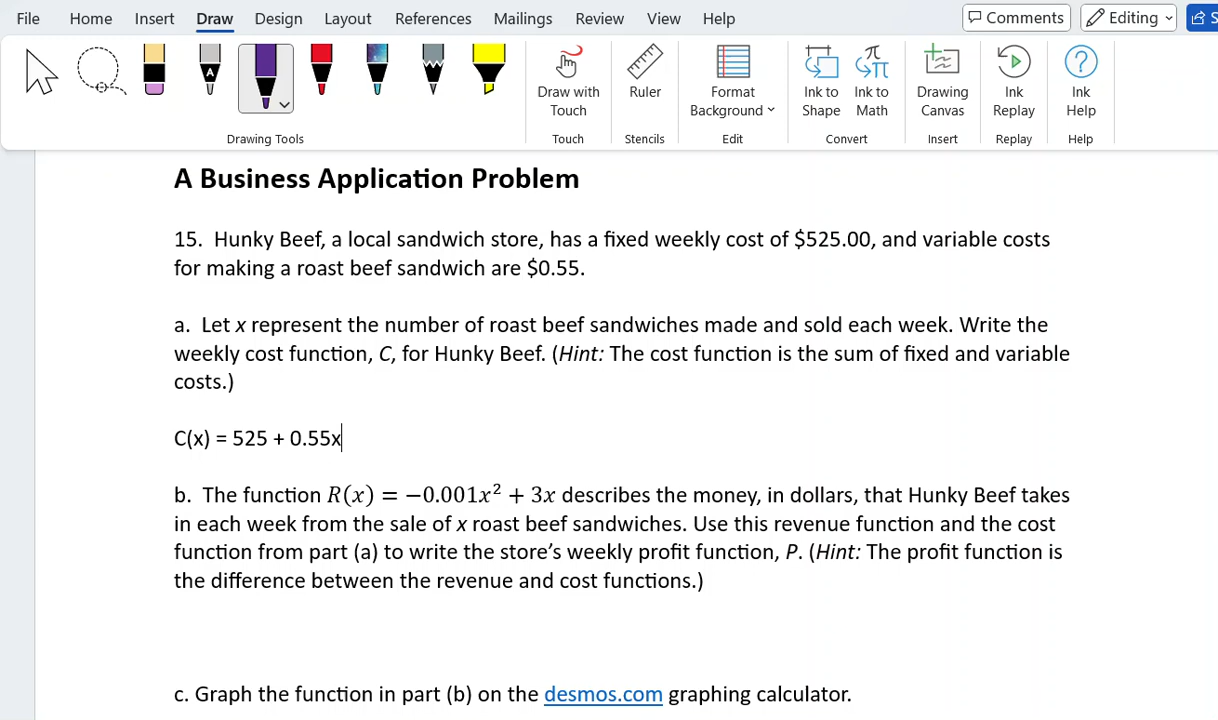 File Home Insert Draw Design Layout References Mailings Review View Help Comments Editing S
A
Draw with Touch Ruler Format Background Ink to Shape Ink to Math Drawing Canvas Ink Replay Ink Help
Drawing Tools Touch Stencils Edit Convert Insert Replay Help
A Business Application Problem
15. Hunky Beef, a local sandwich store, has a fixed weekly cost of $525.00, and variable costs
for making a roast beef sandwich are $0.55.
a. Let x represent the number of roast beef sandwiches made and sold each week. Write the
weekly cost function, C, for Hunky Beef. (Hint: The cost function is the sum of fixed and variable
costs.)
C(x) = 525 + 0.55x
b. The function R(x) = −0.001x² + 3x describes the money, in dollars, that Hunky Beef takes
in each week from the sale of x roast beef sandwiches. Use this revenue function and the cost
function from part (a) to write the store’s weekly profit function, P. (Hint: The profit function is
the difference between the revenue and cost functions.)
c. Graph the function in part (b) on the desmos.com graphing calculator.